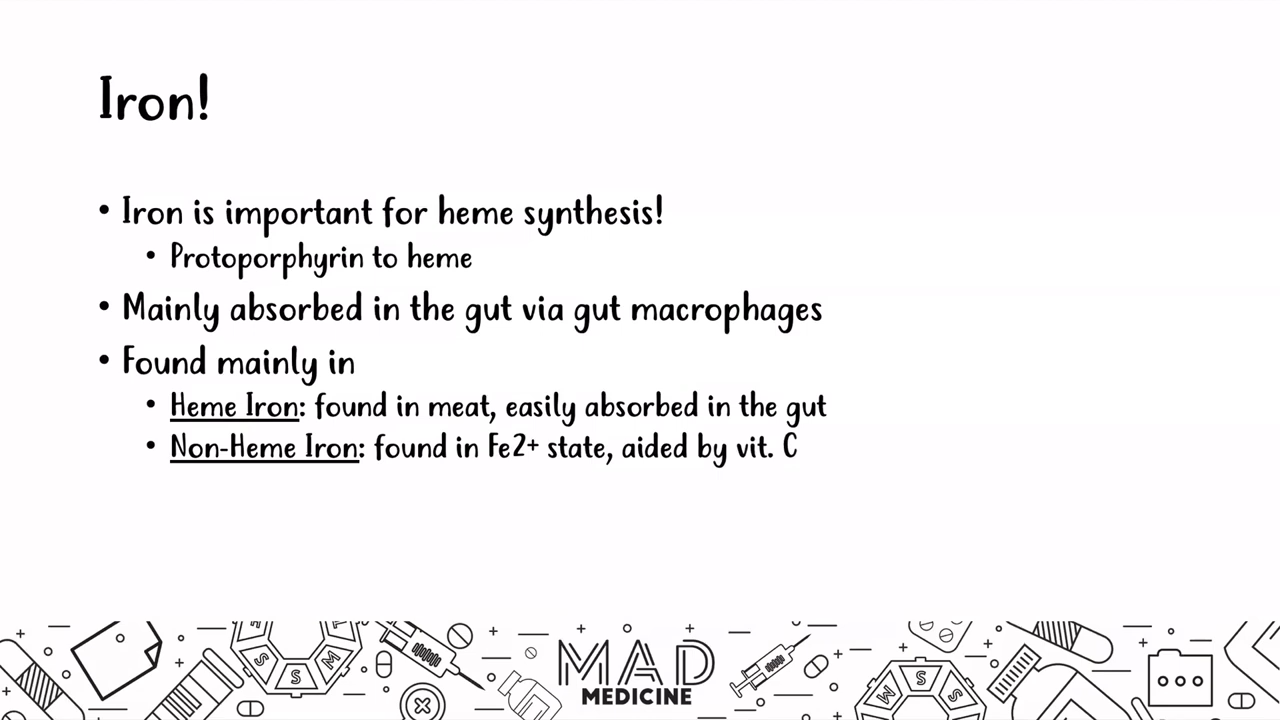 Iron!
• Iron is important for heme synthesis!
• Protoporphyrin to heme
• Mainly absorbed in the gut via gut macrophages
• Found mainly in
• Heme Iron: found in meat, easily absorbed in the gut
• Non-Heme Iron: found in Fe2+ state, aided by vit. C
S S M
MAD
MEDICINE
M S S